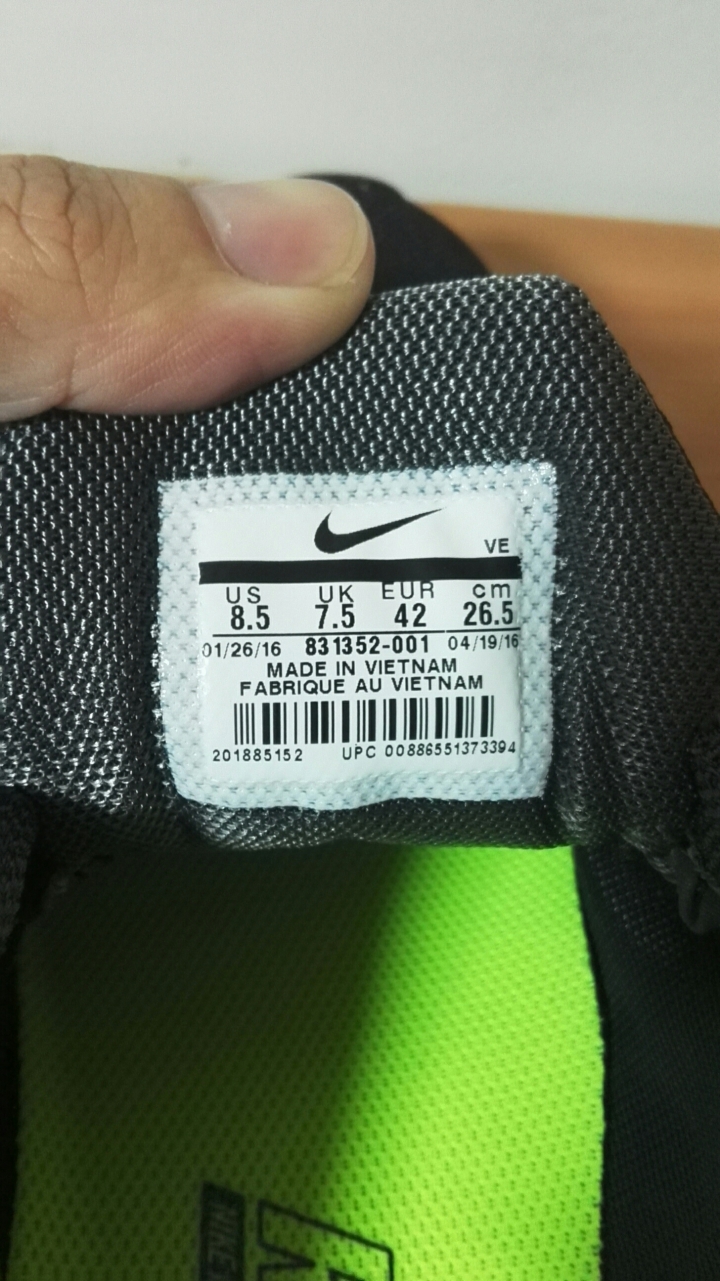 VE
US UK EUR cm
8.5 7.5 42 26.5
01/26/16 831352-001 04/19/16
MADE IN VIETNAM
FABRIQUE AU VIETNAM
201885152 UPC 00886551373394